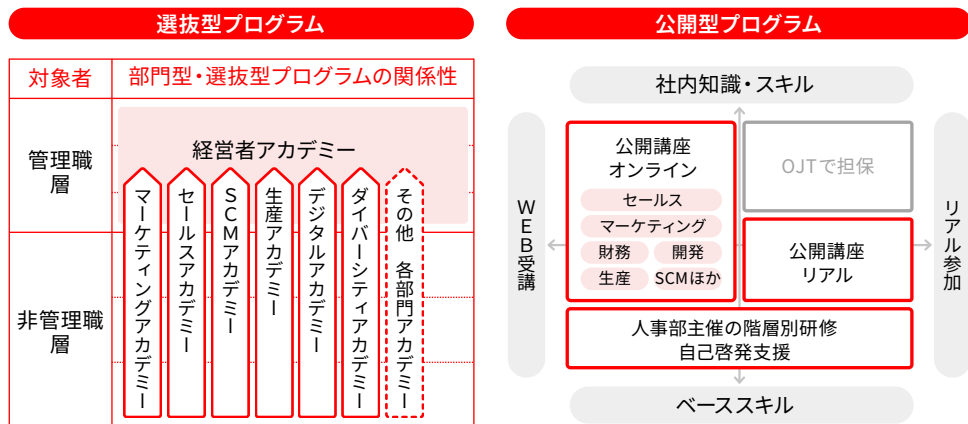 選抜型プログラム
対象者
部門型・選抜型プログラムの関係性
管理職
層
非管理職
層
経営者アカデミー
マーケティングアカデミー
セールスアカデミー
SCMアカデミー
生産アカデミー
デジタルアカデミー
ダイバーシティアカデミー
その他 各部門アカデミー
公開型プログラム
社内知識・スキル
WEB受講
公開講座
オンライン
セールス
マーケティング
財務
開発
生産
SCMほか
OJTで担保
公開講座
リアル
リアル参加
人事部主催の階層別研修
自己啓発支援
ベーススキル